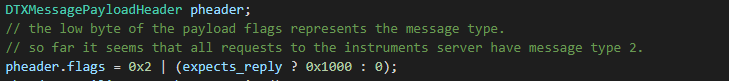 DTXMessagePayloadHeader pheader;
// the low byte of the payload flags represents the message type.
// so far it seems that all requests to the instruments server have message type 2.
pheader.flags = 0x2 | (expects_reply ? 0x1000 : 0);